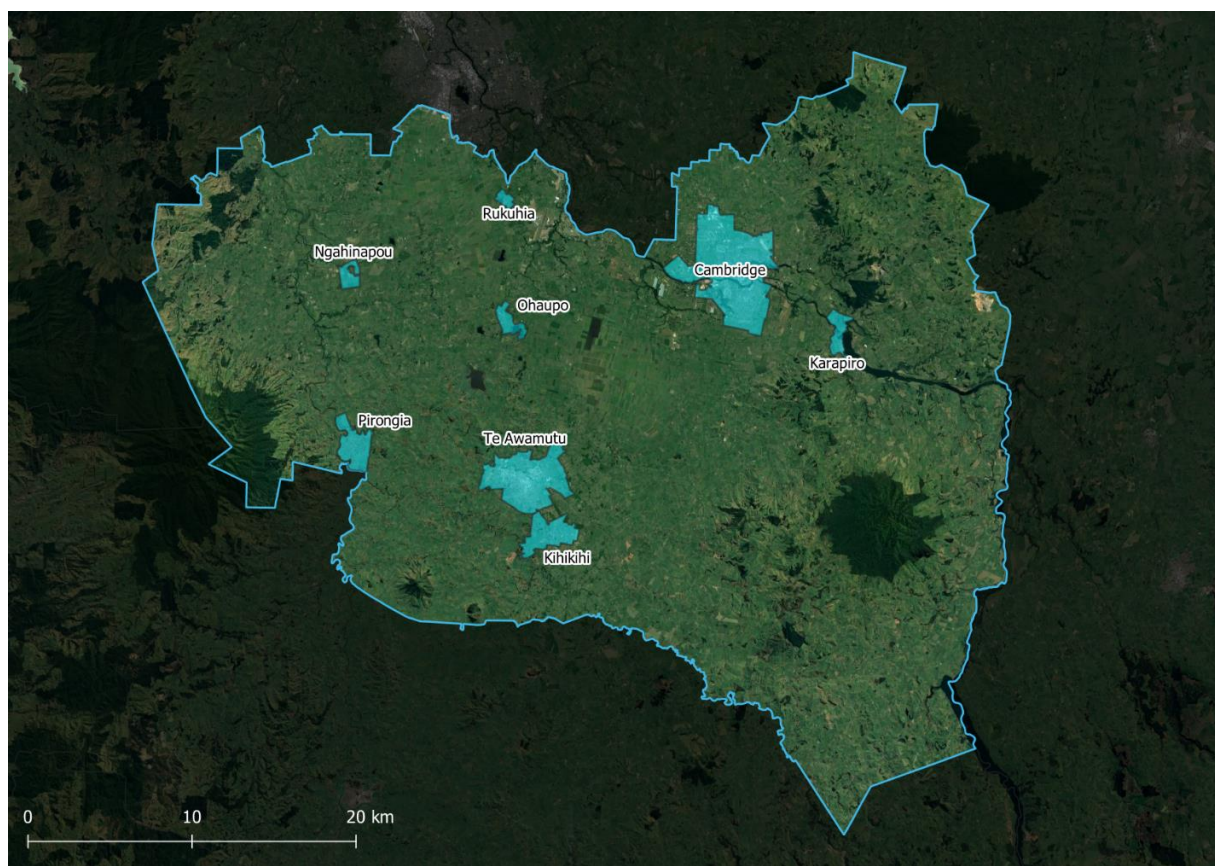 Rukuhia
Ngahinapou
Cambridge
Ohaupo
Karapiro
Pirongia
Te Awamutu
Kihikihi
0 10 20 km